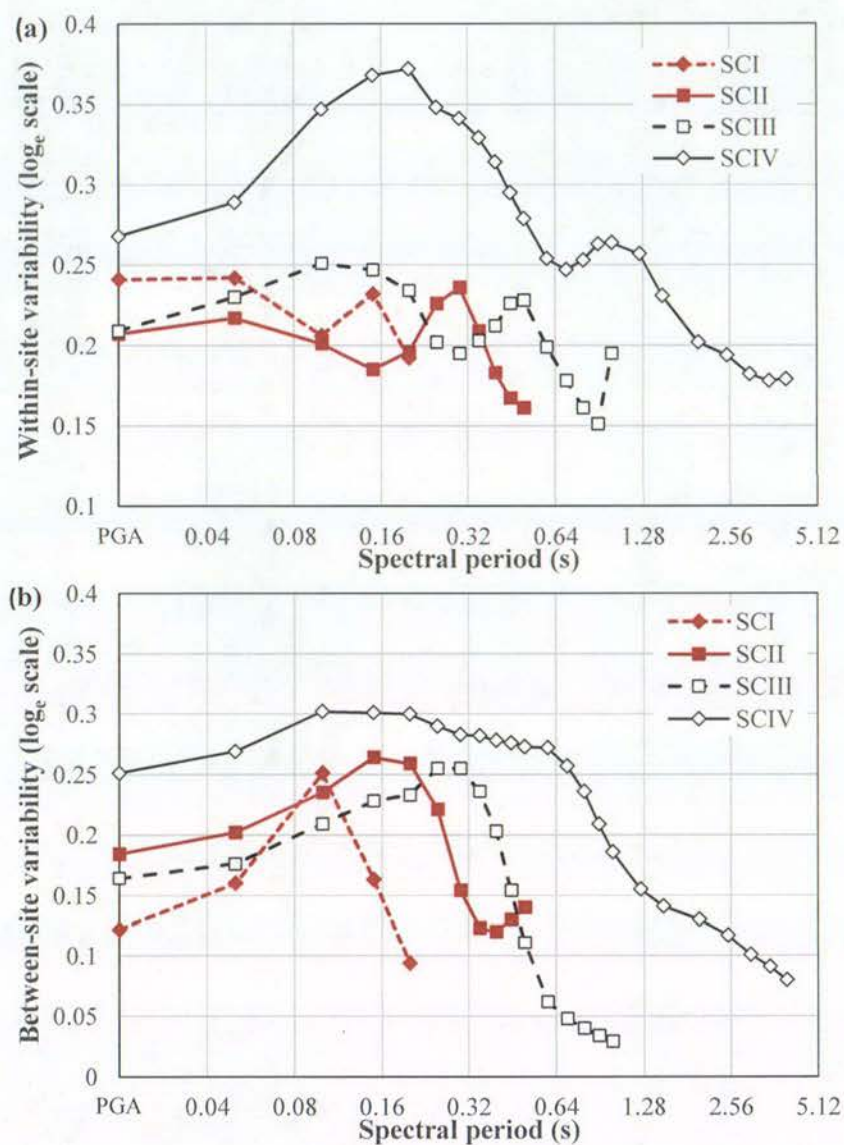 (a)
0.4
0.35
0.3
0.25
0.2
0.15
0.1
Within-site variability (logₑ scale)
SCI
SCII
SCIII
SCIV
PGA 0.04 0.08 0.16 0.32 0.64 1.28 2.56 5.12
Spectral period (s)
(b)
0.4
0.35
0.3
0.25
0.2
0.15
0.1
0.05
0
Between-site variability (logₑ scale)
SCI
SCII
SCIII
SCIV
PGA 0.04 0.08 0.16 0.32 0.64 1.28 2.56 5.12
Spectral period (s)